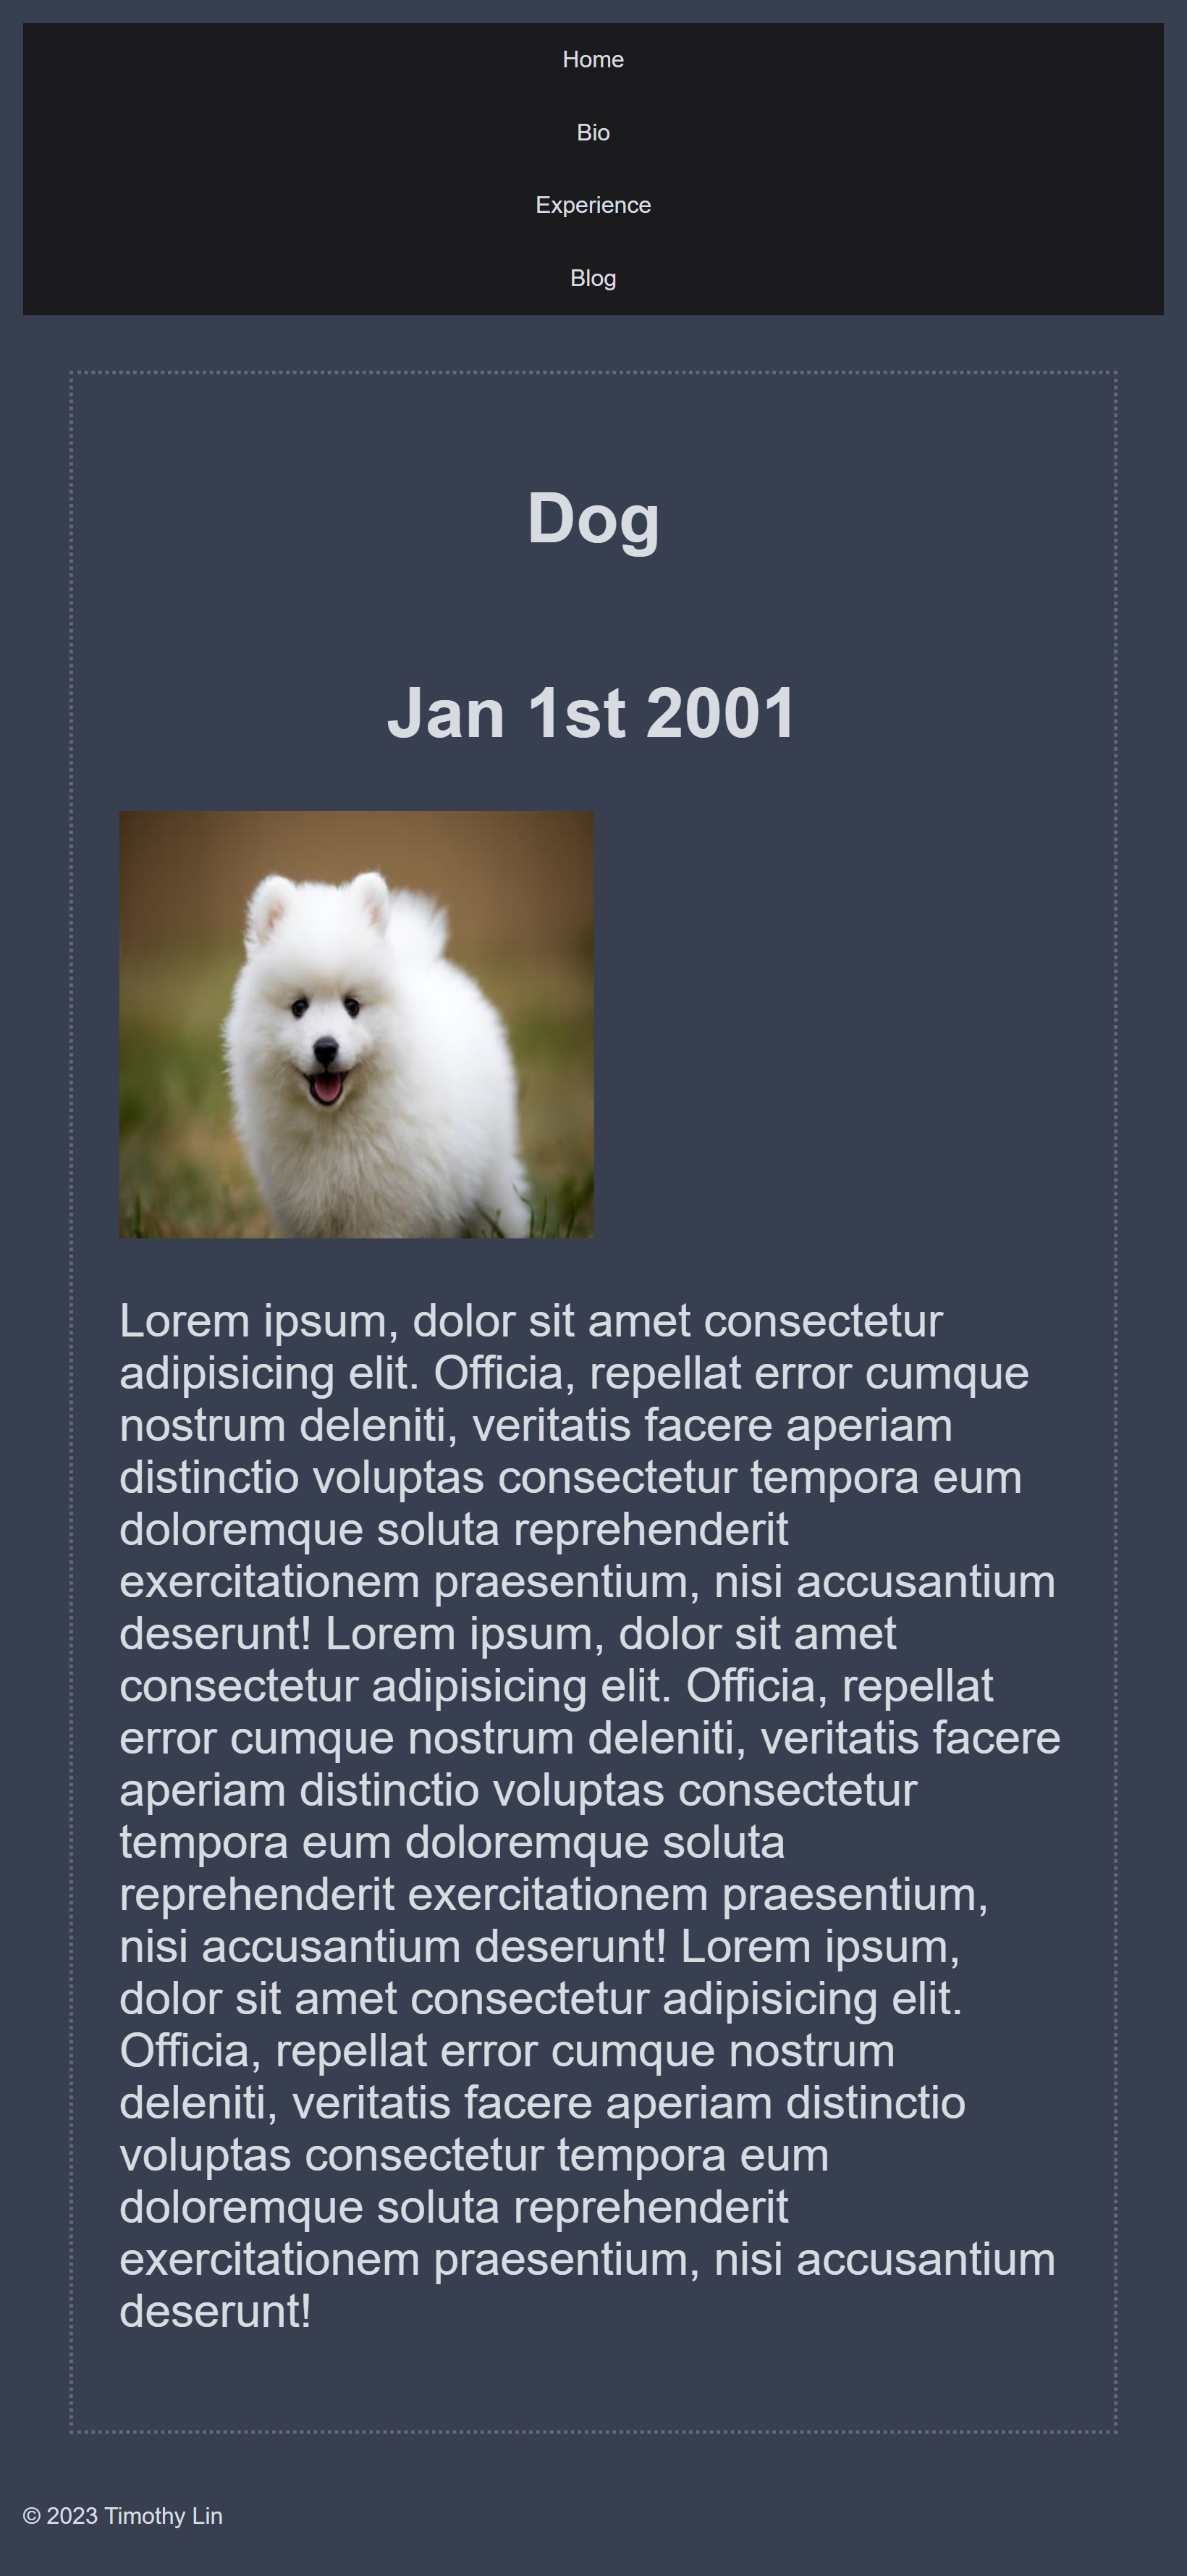 Home
Bio
Experience
Blog
Dog
Jan 1st 2001
Lorem ipsum, dolor sit amet consectetur
adipisicing elit. Officia, repellat error cumque
nostrum deleniti, veritatis facere aperiam
distinctio voluptas consectetur tempora eum
doloremque soluta reprehenderit
exercitationem praesentium, nisi accusantium
deserunt! Lorem ipsum, dolor sit amet
consectetur adipisicing elit. Officia, repellat
error cumque nostrum deleniti, veritatis facere
aperiam distinctio voluptas consectetur
tempora eum doloremque soluta
reprehenderit exercitationem praesentium,
nisi accusantium deserunt! Lorem ipsum,
dolor sit amet consectetur adipisicing elit.
Officia, repellat error cumque nostrum
deleniti, veritatis facere aperiam distinctio
voluptas consectetur tempora eum
doloremque soluta reprehenderit
exercitationem praesentium, nisi accusantium
deserunt!
© 2023 Timothy Lin